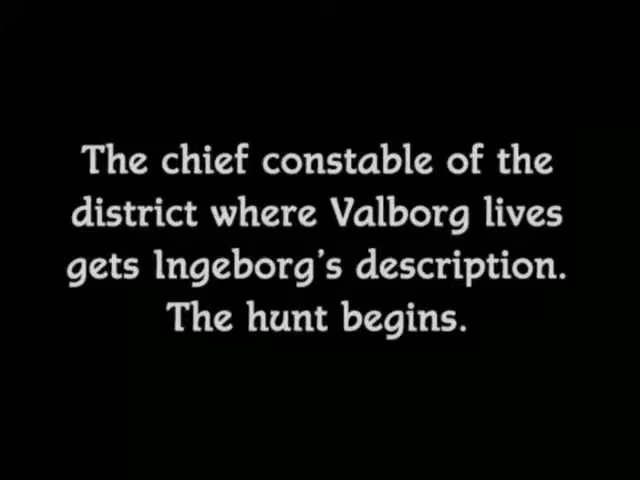 The chief constable of the
district where Valborg lives
gets Ingeborg's description.
The hunt begins.